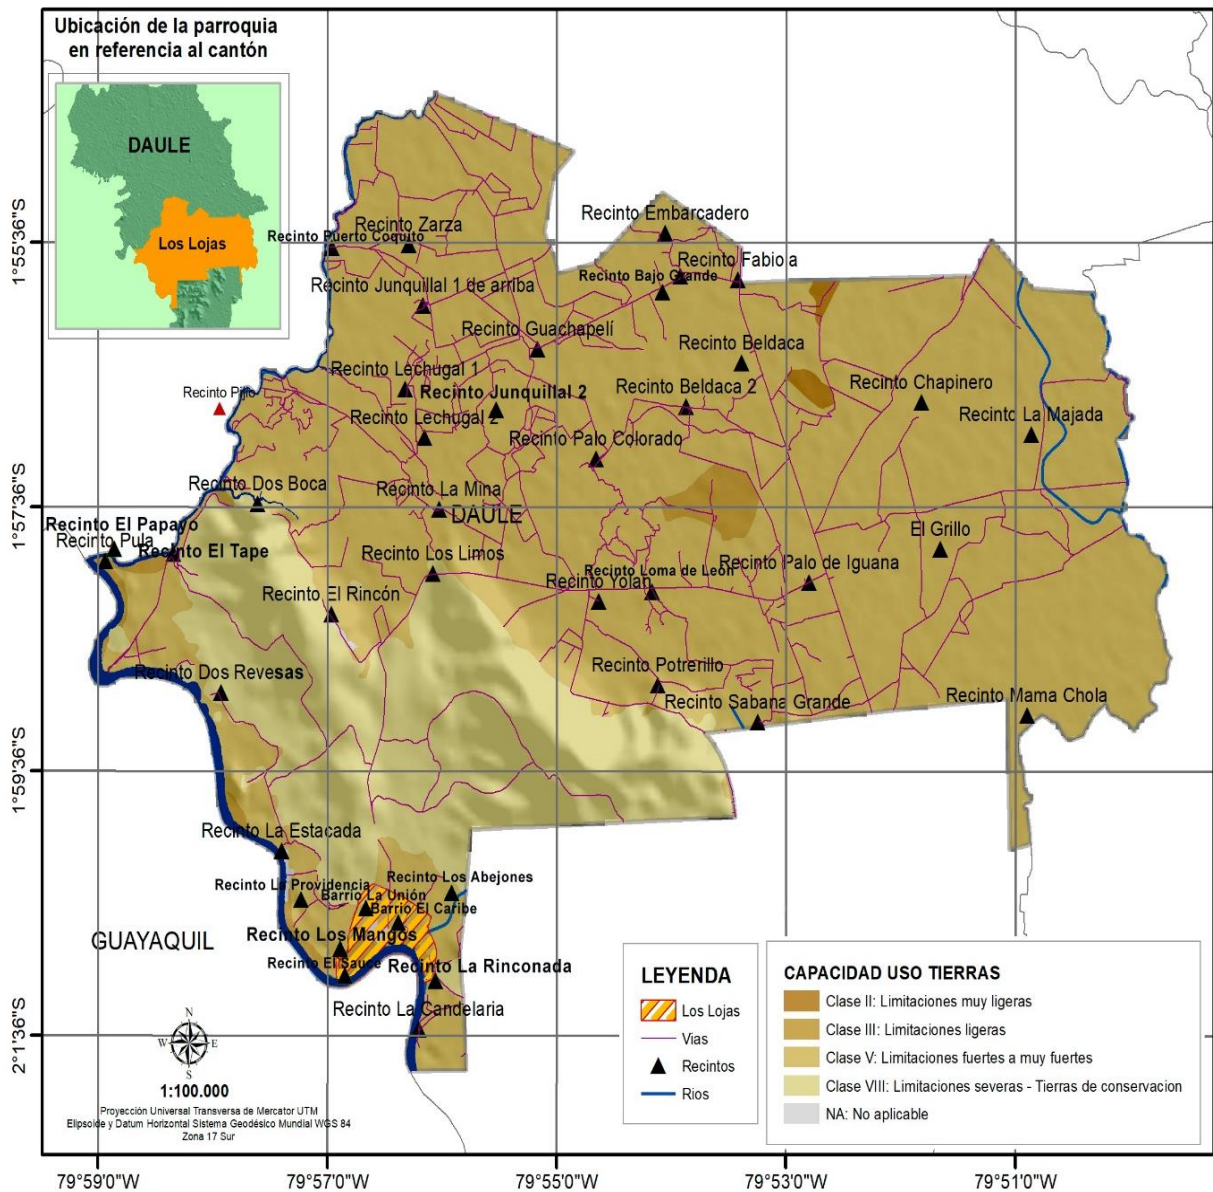 Ubicación de la parroquia
en referencia al cantón
DAULE
Los Lojas
1°55'36"S
1°57'36"S
1°59'36"S
2°1'36"S
Recinto Embarcadero
Recinto Zarza
Recinto Puerto Coquito
Recinto Fabiola
Recinto Bajo Grande
Recinto Junquillal 1 de arriba
Recinto Guachapelí
Recinto Beldaca
Recinto Lechugal 1
Recinto Junquillal 2
Recinto Beldaca 2
Recinto Chapinero
Recinto Pijio
Recinto La Majada
Recinto Lechugal 2
Recinto Palo Colorado
Recinto Dos Boca
Recinto La Mina
DAULE
Recinto El Papayo
Recinto Pula
Recinto El Tape
El Grillo
Recinto Los Limos
Recinto Loma de León
Recinto Palo de Iguana
Recinto Yolan
Recinto El Rincón
Recinto Potrerillo
Recinto Dos Revesas
Recinto Sabana Grande
Recinto Mama Chola
Recinto La Estacada
Recinto Los Abejones
Recinto La Providencia
Barrio La Unión
Barrio El Caribe
GUAYAQUIL
Recinto Los Mangos
Recinto El Sauce
Recinto La Rinconada
Recinto La Candelaria
N
W
E
S
1:100.000
Proyección Universal Transversa de Mercator UTM
Elipsoide y Datum Horizontal Sistema Geodésico Mundial WGS 84
Zona 17 Sur
LEYENDA
Los Lojas
Vias
Recintos
Rios
CAPACIDAD USO TIERRAS
Clase II: Limitaciones muy ligeras
Clase III: Limitaciones ligeras
Clase V: Limitaciones fuertes a muy fuertes
Clase VIII: Limitaciones severas - Tierras de conservacion
NA: No aplicable
79°59'0"W
79°57'0"W
79°55'0"W
79°53'0"W
79°51'0"W